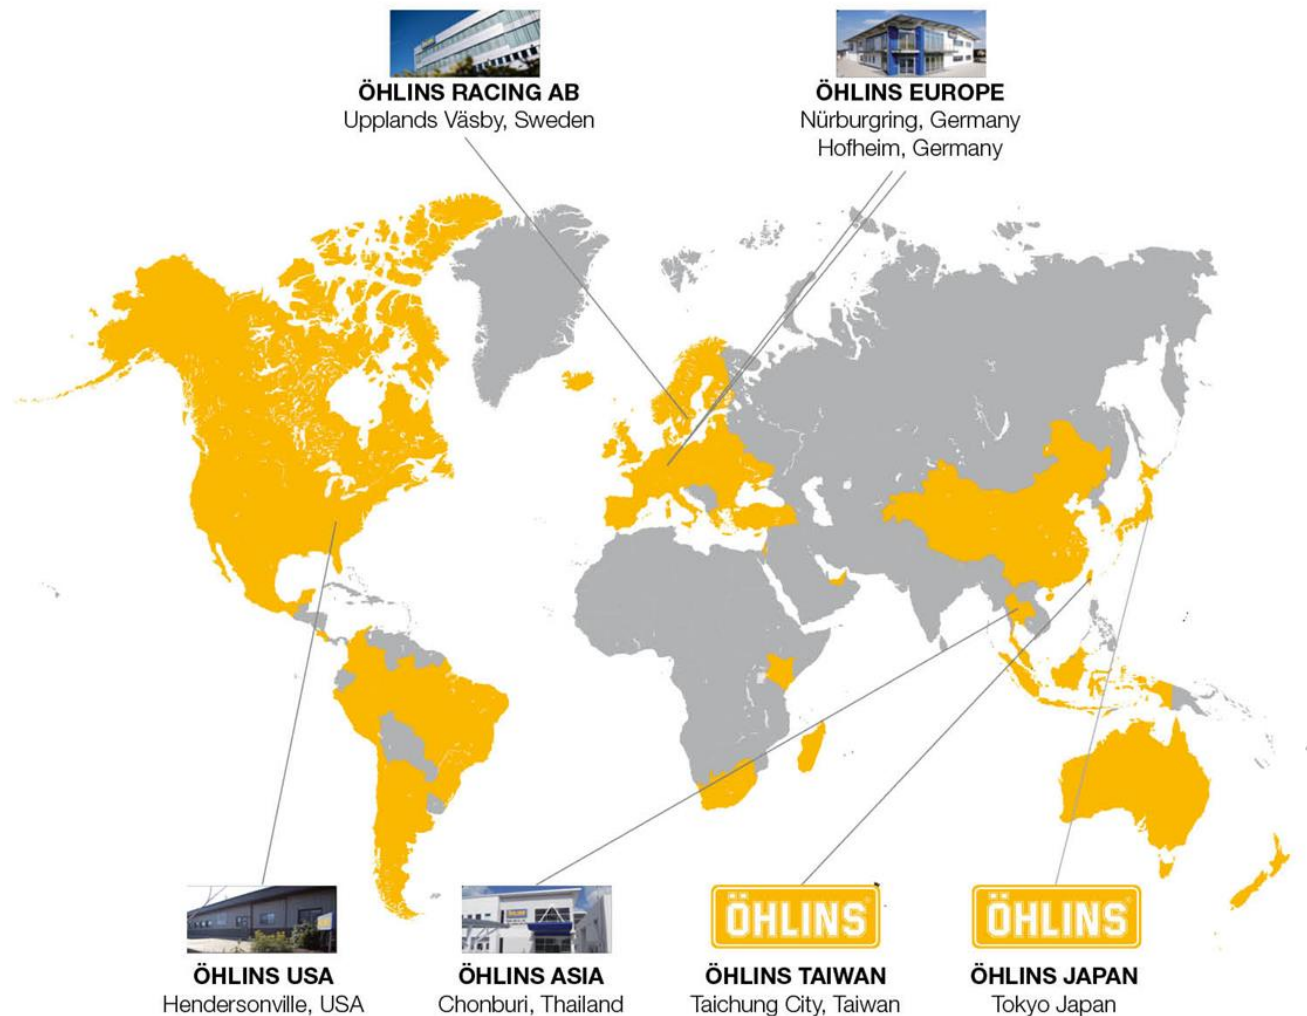 ÖHLINS RACING AB
Upplands Väsby, Sweden
ÖHLINS EUROPE
Nürburgring, Germany
Hofheim, Germany
ÖHLINS
ÖHLINS
ÖHLINS
ÖHLINS USA
Hendersonville, USA
ÖHLINS ASIA
Chonburi, Thailand
ÖHLINS TAIWAN
Taichung City, Taiwan
ÖHLINS JAPAN
Tokyo Japan